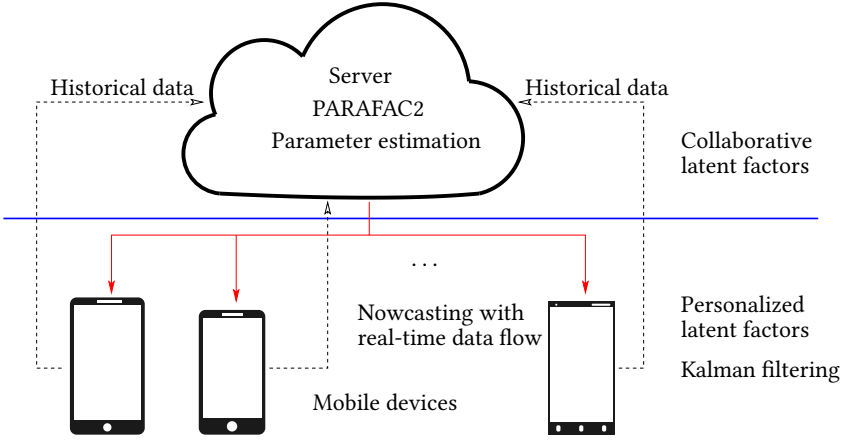 Server
Historical data
Historical data
PARAFAC2
Parameter estimation
Collaborative
latent factors
...
Nowcasting with
real-time data flow
Personalized
latent factors
Kalman filtering
Mobile devices